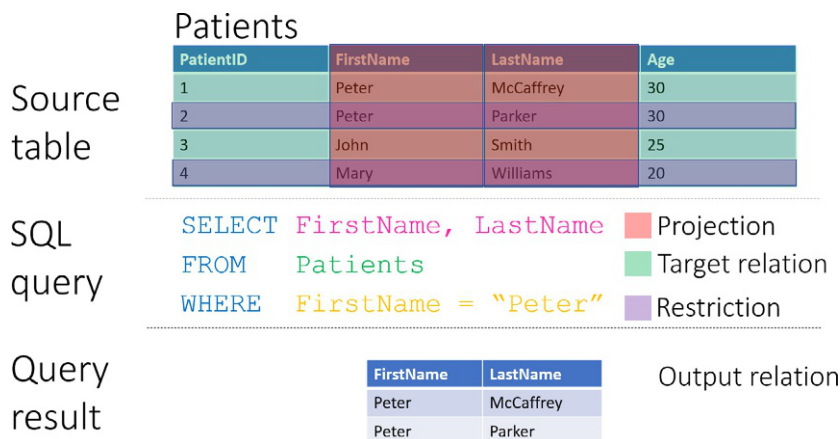 Patients
Source table
PatientID FirstName LastName Age
1 Peter McCaffrey 30
2 Peter Parker 30
3 John Smith 25
4 Mary Williams 20
SQL query
SELECT FirstName, LastName
FROM Patients
WHERE FirstName = “Peter”
Projection
Target relation
Restriction
Query result
FirstName LastName
Peter McCaffrey
Peter Parker
Output relation